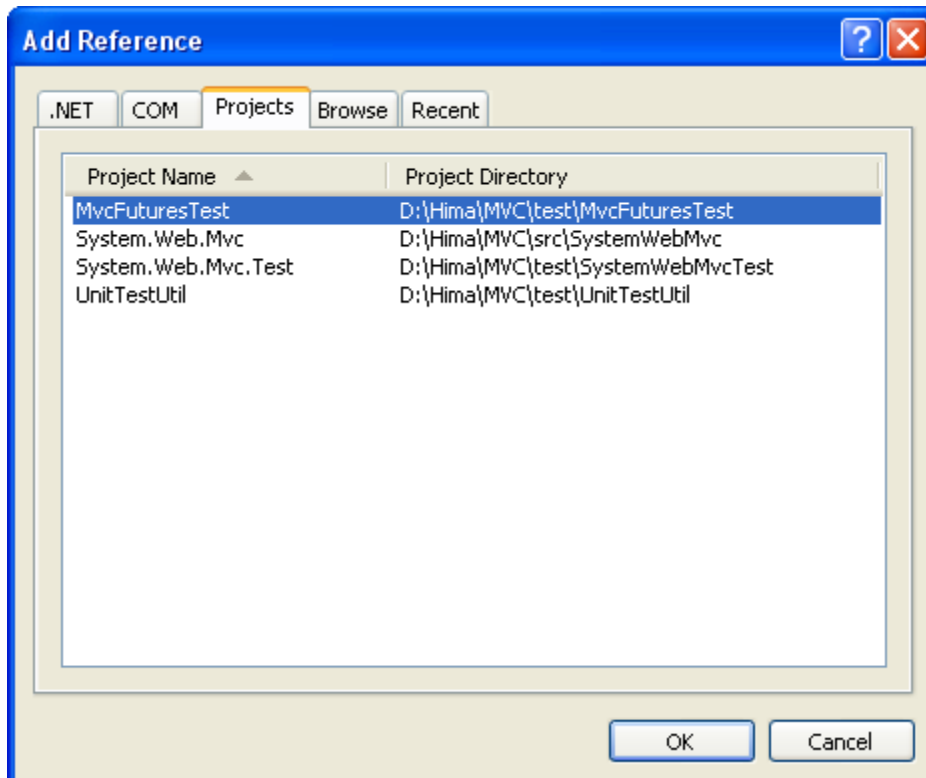 Add Reference
.NET COM Projects Browse Recent
Project Name Project Directory
MvcFuturesTest D:\Hima\MVC\test\MvcFuturesTest
System.Web.Mvc D:\Hima\MVC\src\SystemWebMvc
System.Web.Mvc.Test D:\Hima\MVC\test\SystemWebMvcTest
UnitTestUtil D:\Hima\MVC\test\UnitTestUtil
OK Cancel